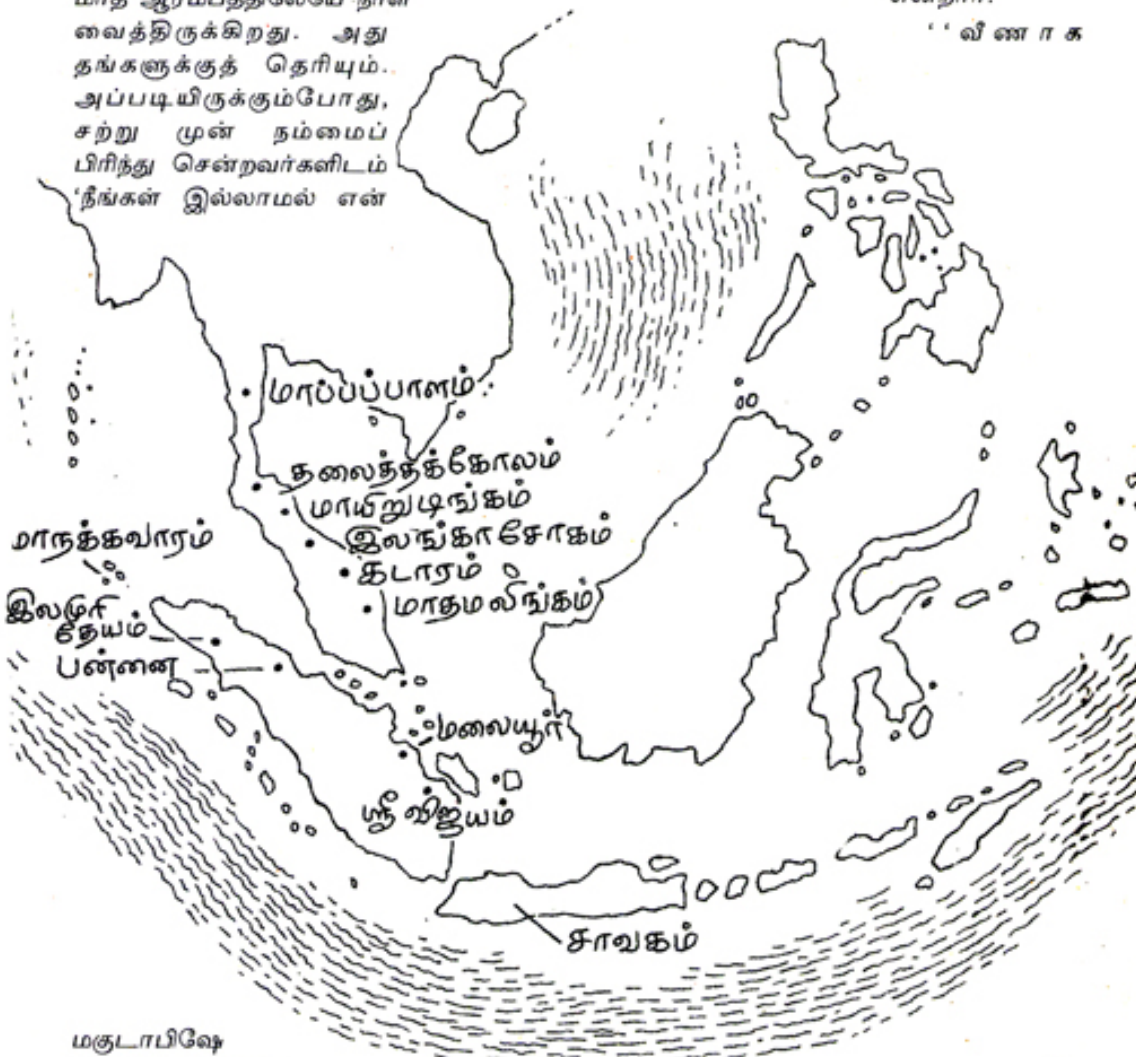 வைத்திருக்கிறது. அது
தங்களுக்குத் தெரியும்.
அப்படியிருக்கும்போது,
சற்று முன் நம்மைப்
பிரிந்து சென்றவர்களிடம்
'நீங்கள் இல்லாமல் என்
‘‘வீணாக
மாப்பப்பாளம்
தலைத்தக்கோலம்
மாயிறுடிங்கம்
இலங்காசோகம்
கடாரம்
மாதமலிங்கம்
மாநக்கவாரம்
இலமுரி
தேயம்
பன்னை
மலையூர்
ஸ்ரீ விஜயம்
சாவகம்
மகுடாபிஷே